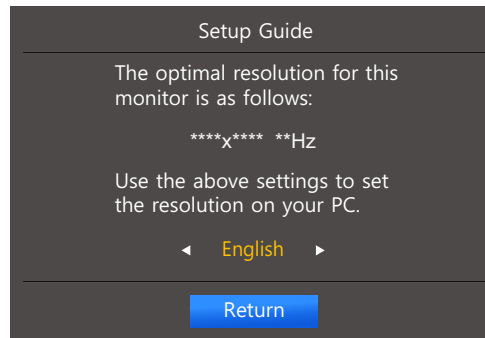 Setup Guide
The optimal resolution for this
monitor is as follows:
****x**** **Hz
Use the above settings to set
the resolution on your PC.
English
Return